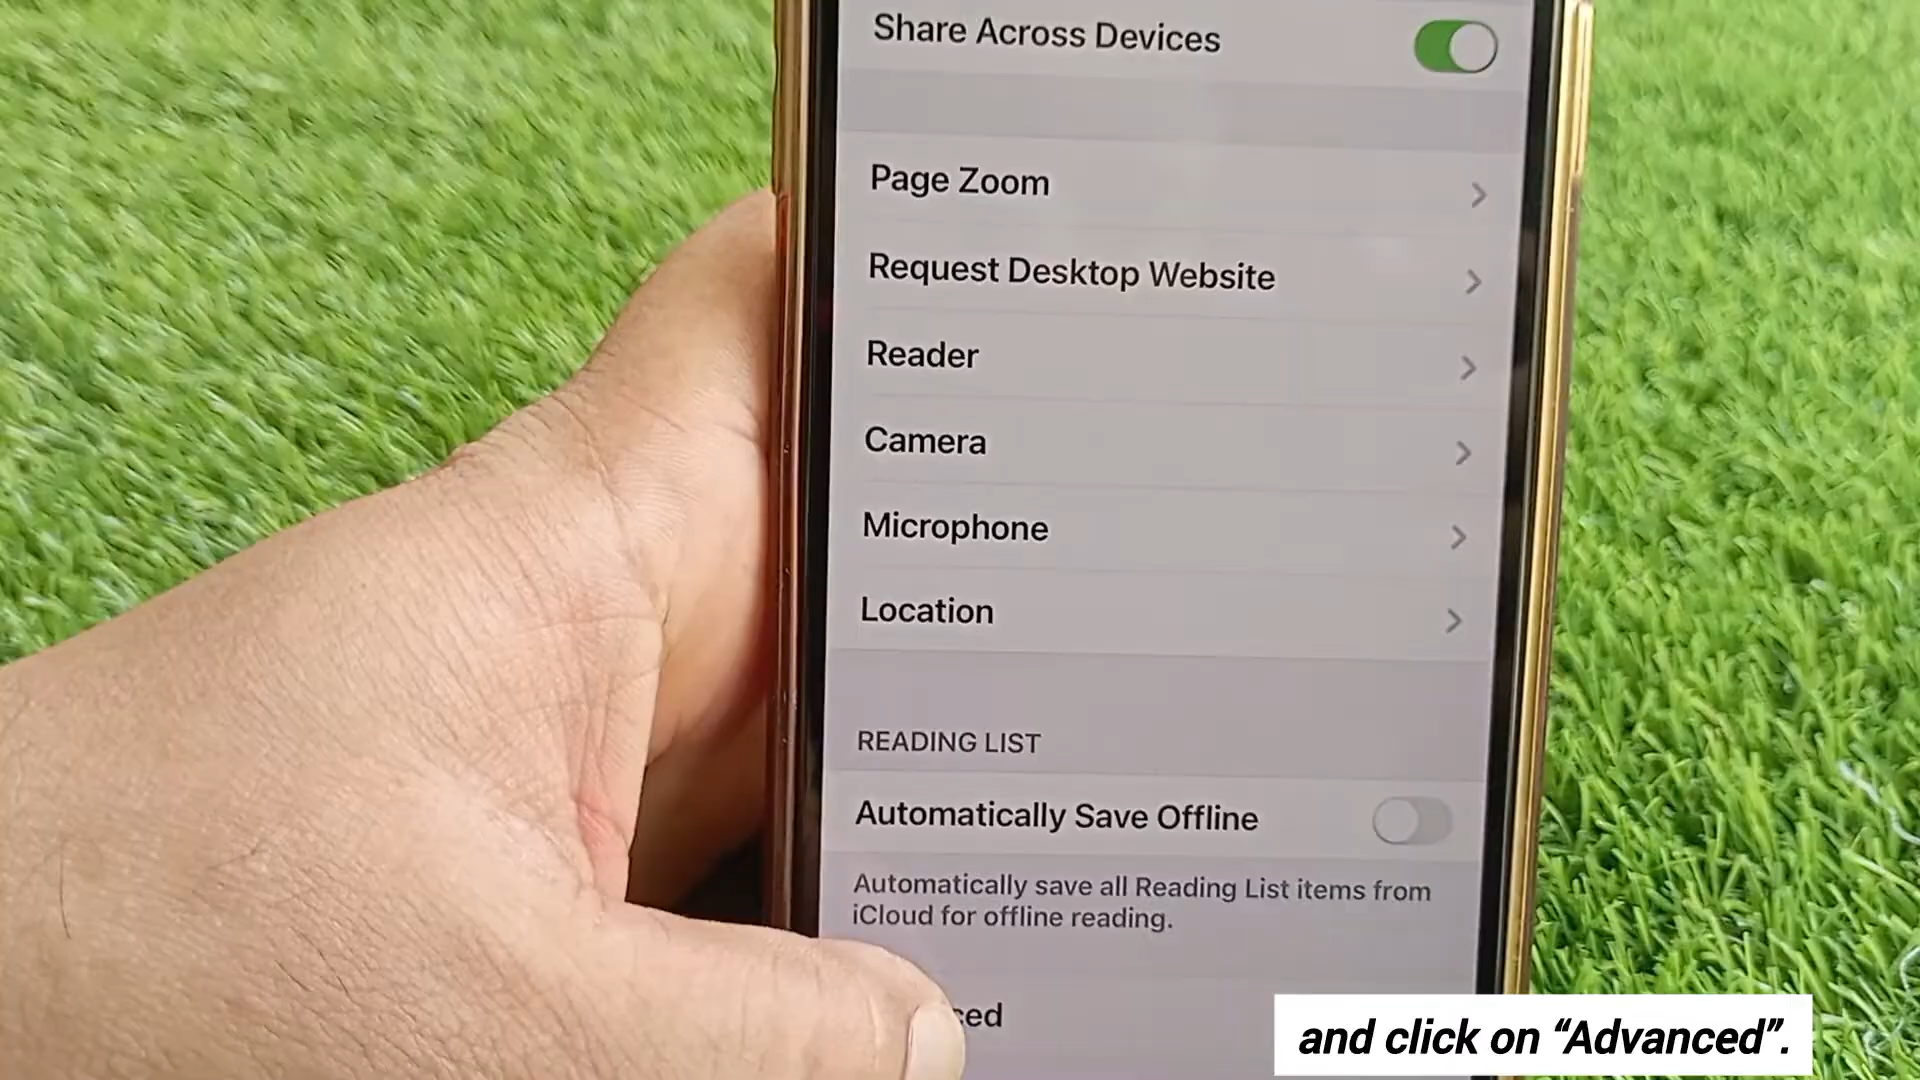 Share Across Devices
Page Zoom
Request Desktop Website
Reader
Camera
Microphone
Location
READING LIST
Automatically Save Offline
Automatically save all Reading List items from
iCloud for offline reading.
ced
and click on “Advanced”.